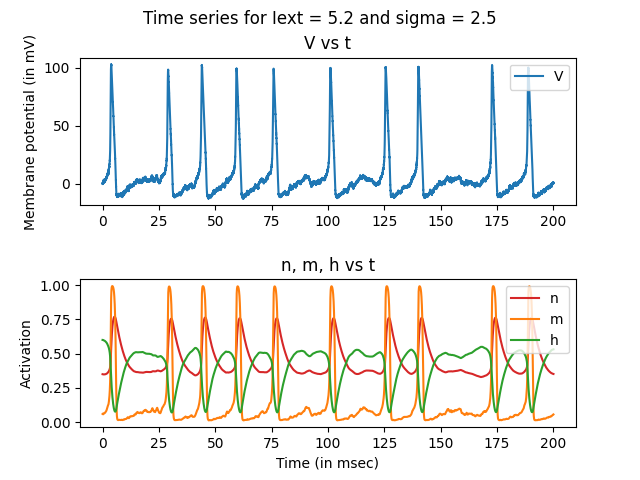 Time series for Iext = 5.2 and sigma = 2.5
V vs t
Membrane potential (in mV)
100
50
0
V
0 25 50 75 100 125 150 175 200
n, m, h vs t
Activation
1.00
0.75
0.50
0.25
0.00
n
m
h
0 25 50 75 100 125 150 175 200
Time (in msec)